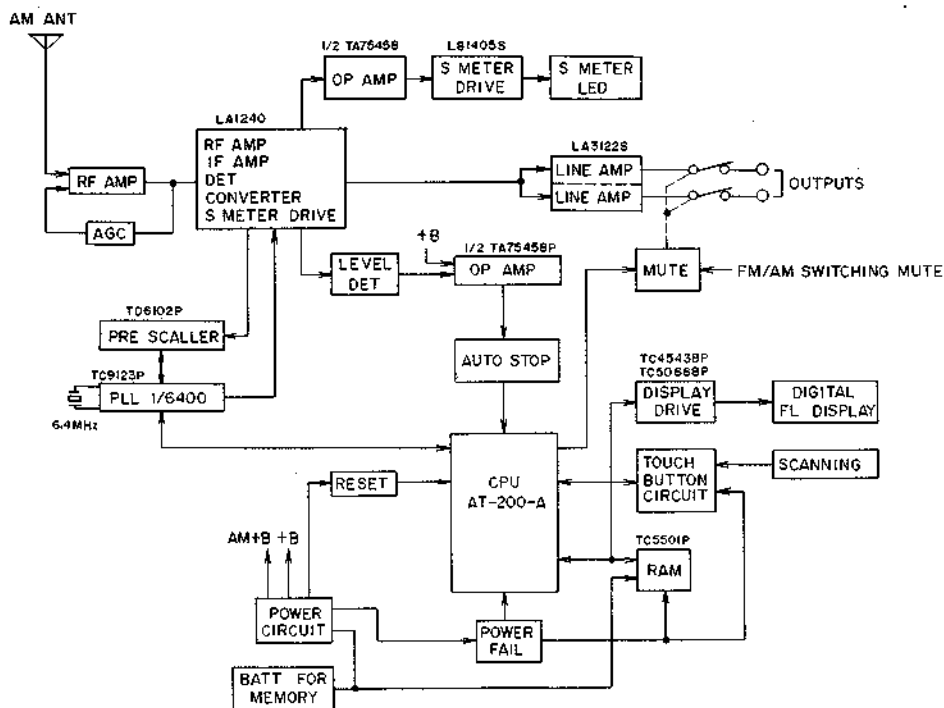 AM ANT
1/2 TA7545B
OP AMP
LB1405S
S METER
DRIVE
S METER
LED
LA1240
RF AMP
IF AMP
DET
CONVERTER
S METER DRIVE
RF AMP
AGC
LA3122S
LINE AMP
LINE AMP
OUTPUTS
LEVEL
DET
+B
1/2 TA7545BP
OP AMP
MUTE
FM/AM SWITCHING MUTE
TD6102P
PRE SCALLER
AUTO STOP
TC9123P
PLL 1/6400
6.4MHz
TC4543BP
TC5066BP
DISPLAY
DRIVE
DIGITAL
FL DISPLAY
CPU
AT-200-A
RESET
TOUCH
BUTTON
CIRCUIT
SCANNING
AM+B +B
TC5501P
RAM
POWER
CIRCUIT
POWER
FAIL
BATT FOR
MEMORY